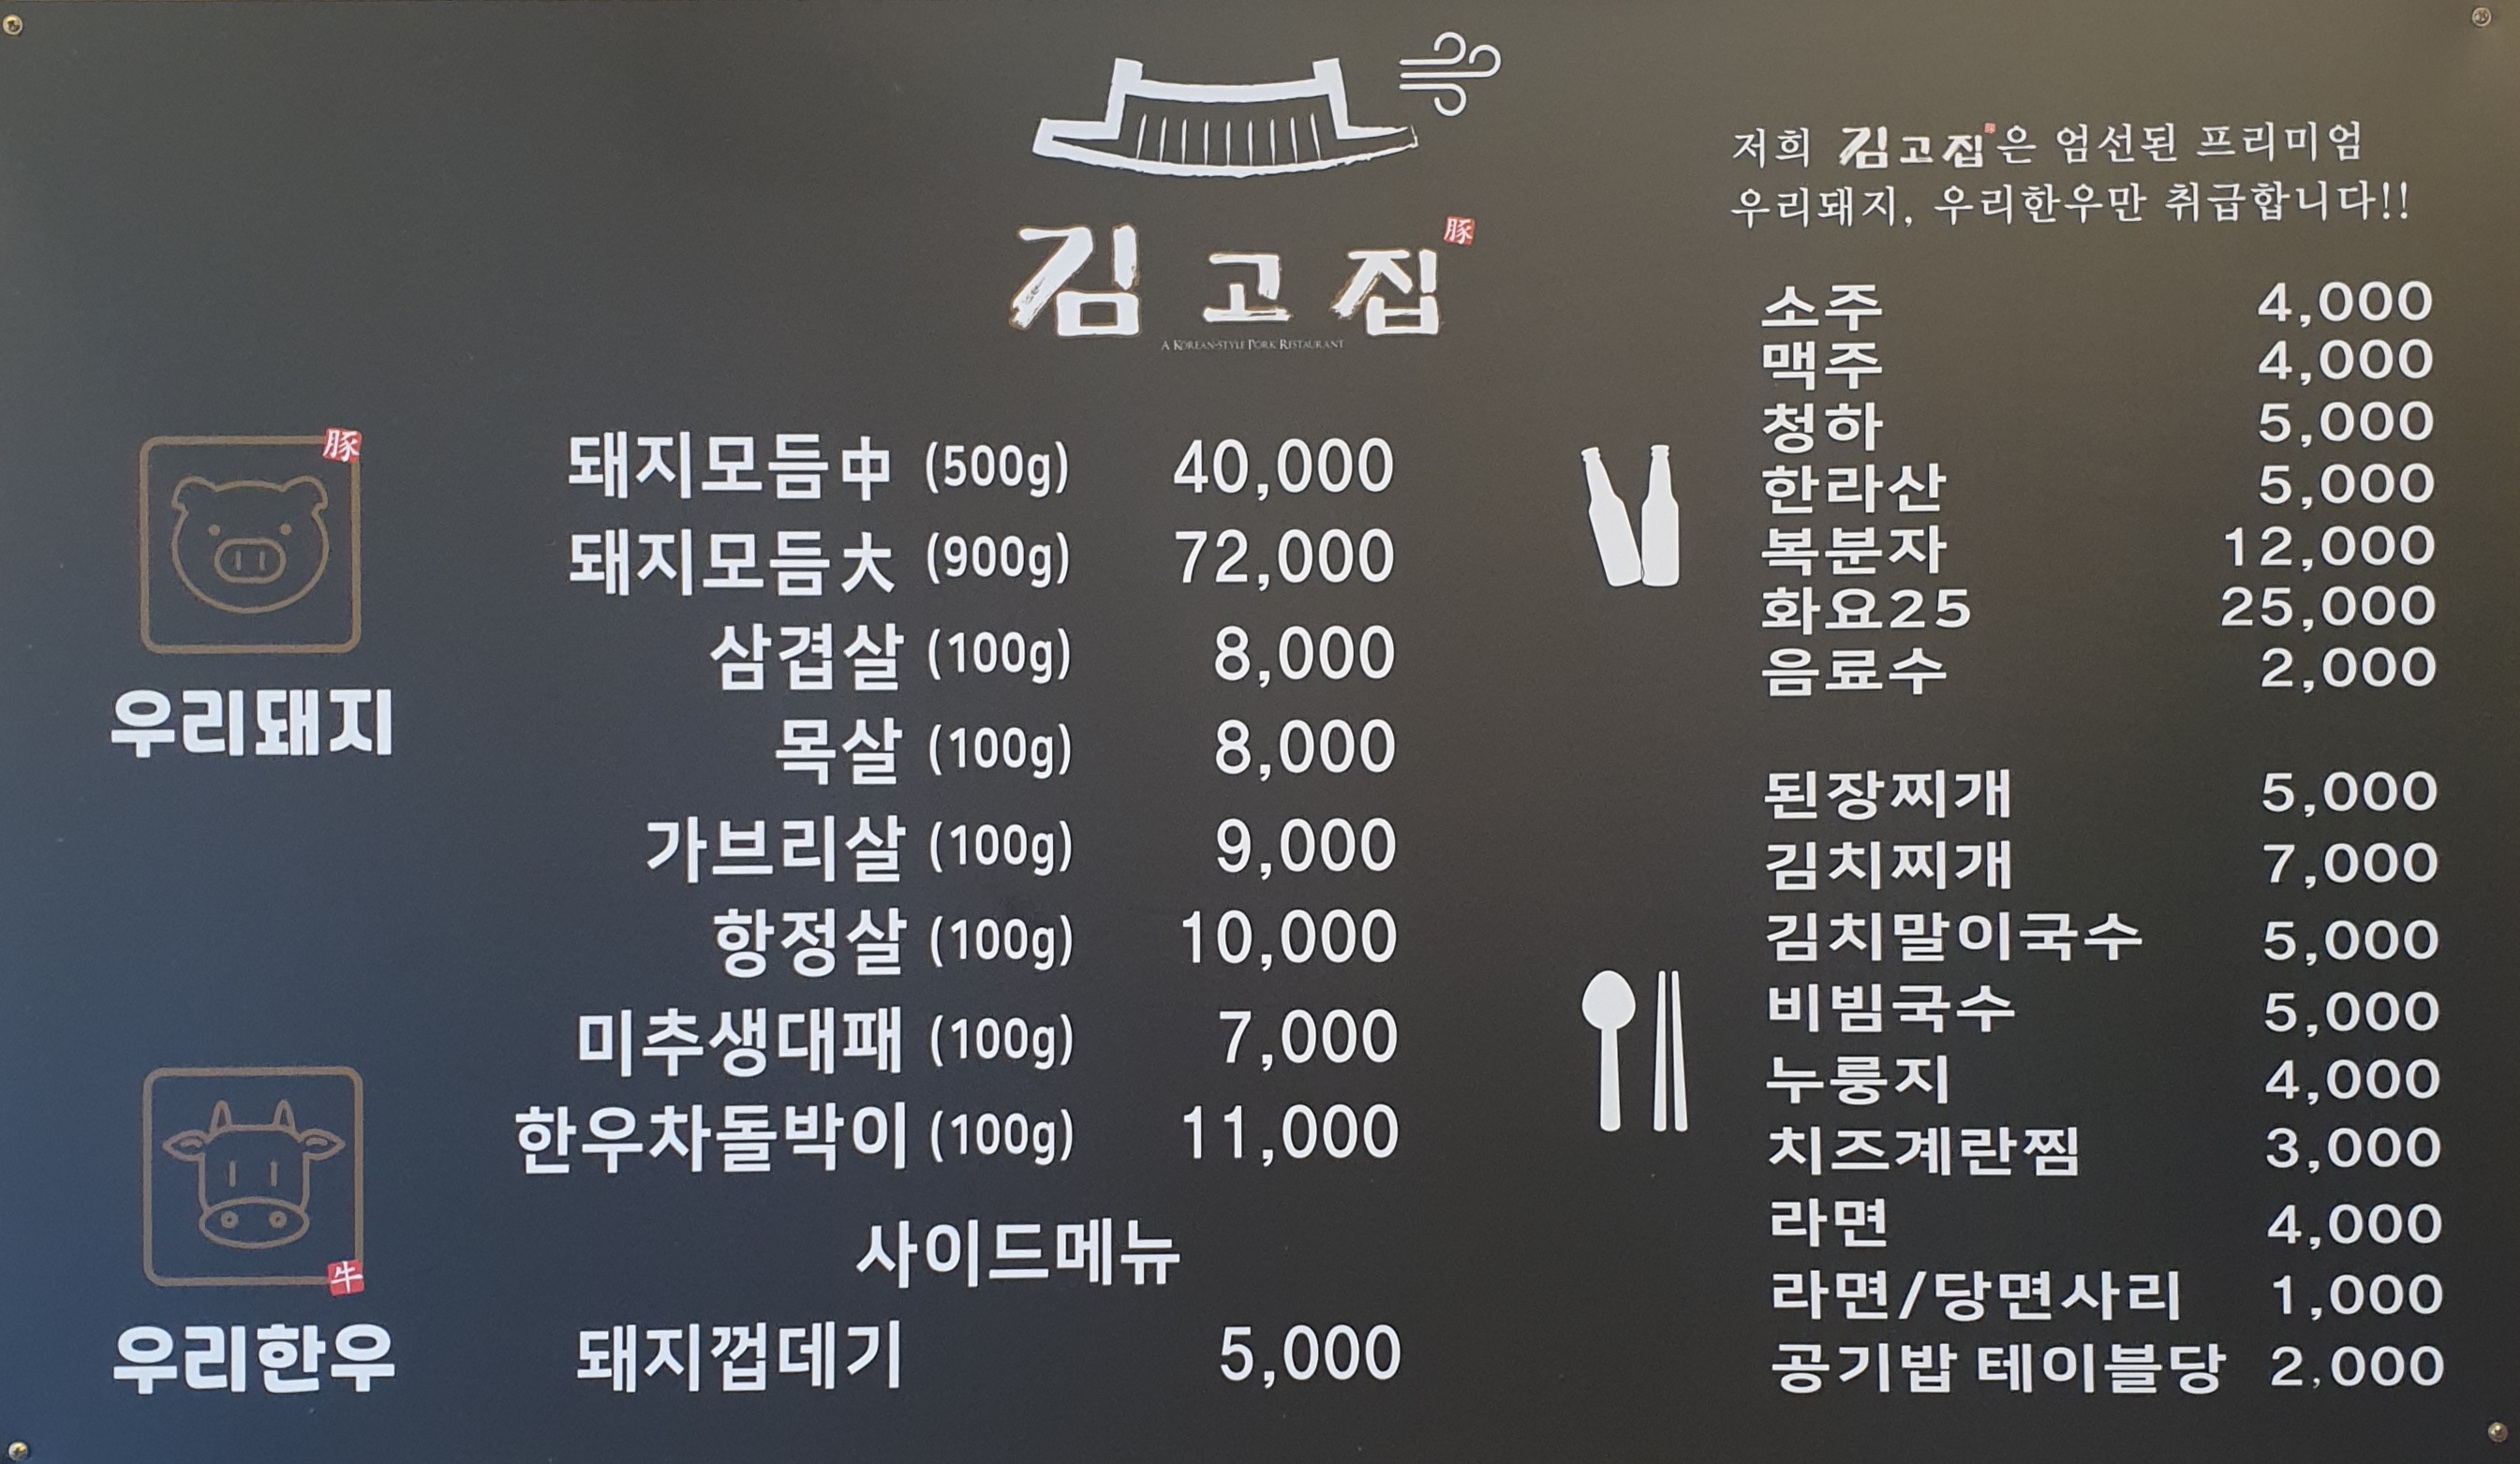 김고집 豚
A KOREAN-STYLE PORK RESTAURANT
저희 김고집豚은 엄선된 프리미엄
우리돼지, 우리한우만 취급합니다!!
豚
우리돼지
牛
우리한우
돼지모듬中 (500g) 40,000
돼지모듬大 (900g) 72,000
삼겹살 (100g) 8,000
목살 (100g) 8,000
가브리살 (100g) 9,000
항정살 (100g) 10,000
미추생대패 (100g) 7,000
한우차돌박이 (100g) 11,000
사이드메뉴
돼지껍데기 5,000
소주 4,000
맥주 4,000
청하 5,000
한라산 5,000
복분자 12,000
화요25 25,000
음료수 2,000
된장찌개 5,000
김치찌개 7,000
김치말이국수 5,000
비빔국수 5,000
누룽지 4,000
치즈계란찜 3,000
라면 4,000
라면/당면사리 1,000
공기밥 테이블당 2,000